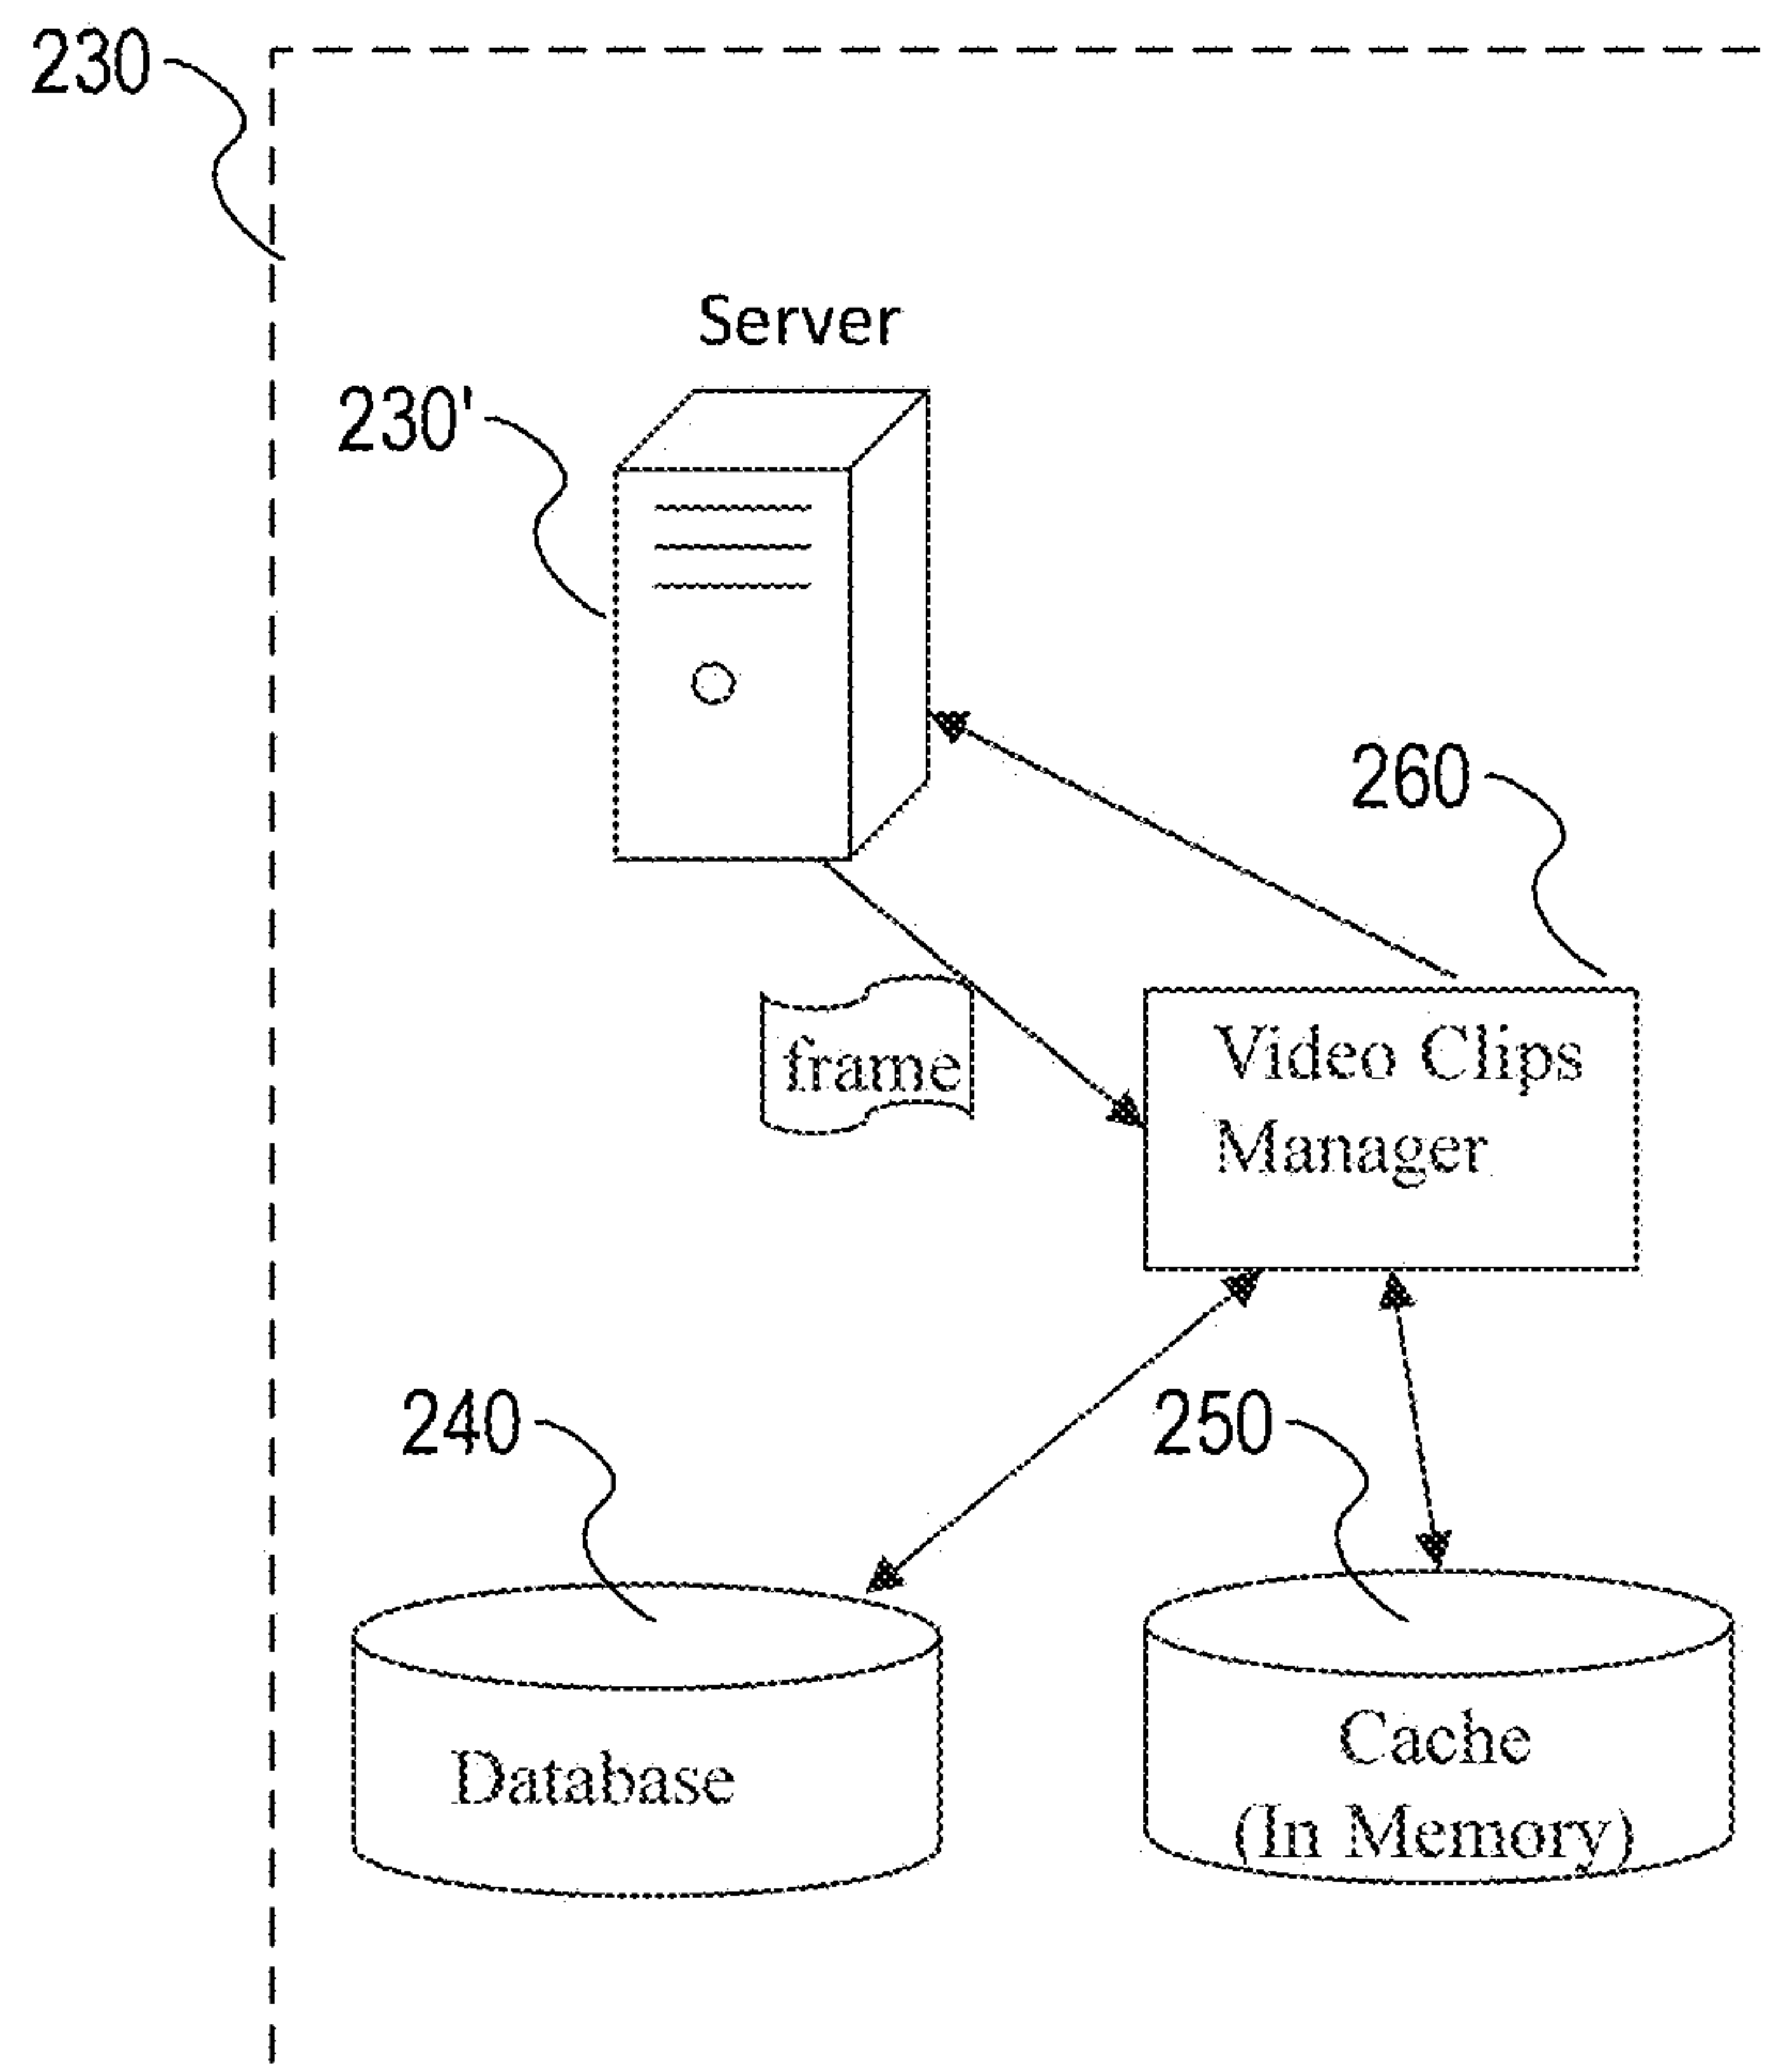 230
Server
230'
260
frame
Video Clips
Manager
240
250
Database
Cache
(In Memory)